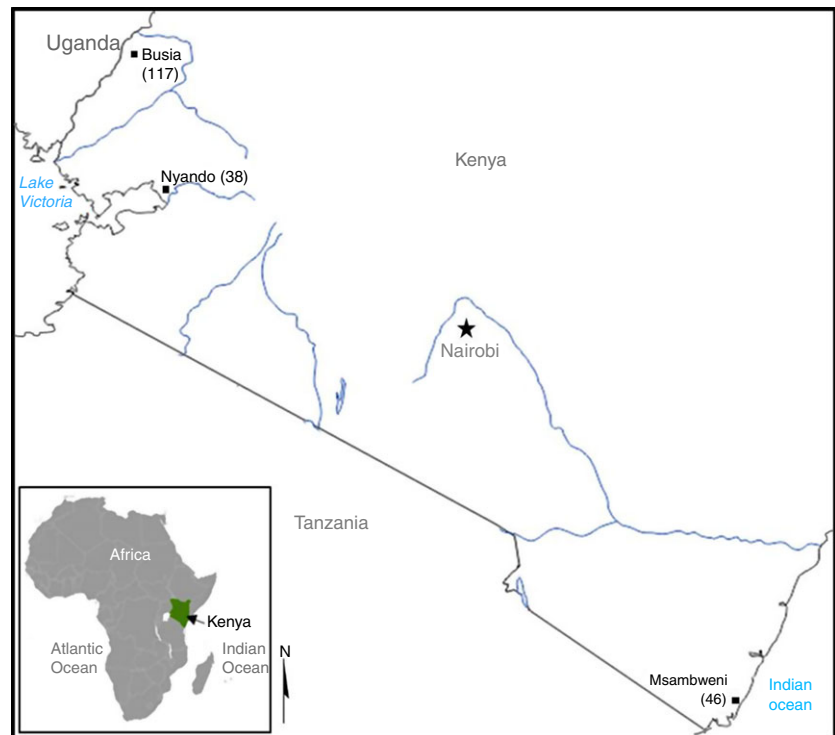 Uganda
Busia
(117)
Kenya
Nyando (38)
Lake
Victoria
Nairobi
Tanzania
Africa
Kenya
Atlantic
Ocean
Indian
Ocean
N
Msambweni
(46)
Indian
ocean